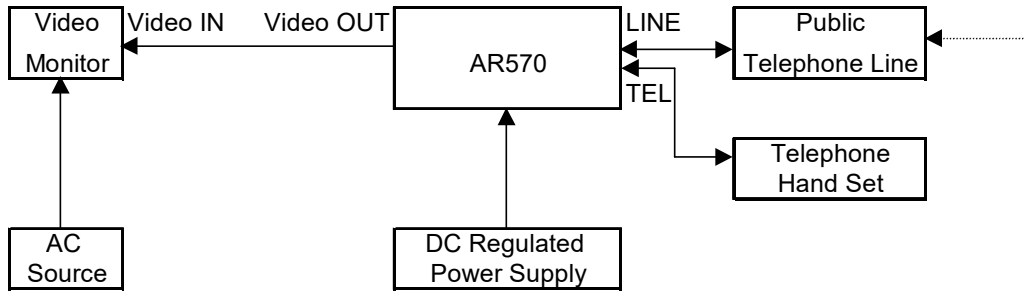 Video
Monitor
Video IN
Video OUT
AR570
LINE
TEL
Public
Telephone Line
Telephone
Hand Set
AC
Source
DC Regulated
Power Supply